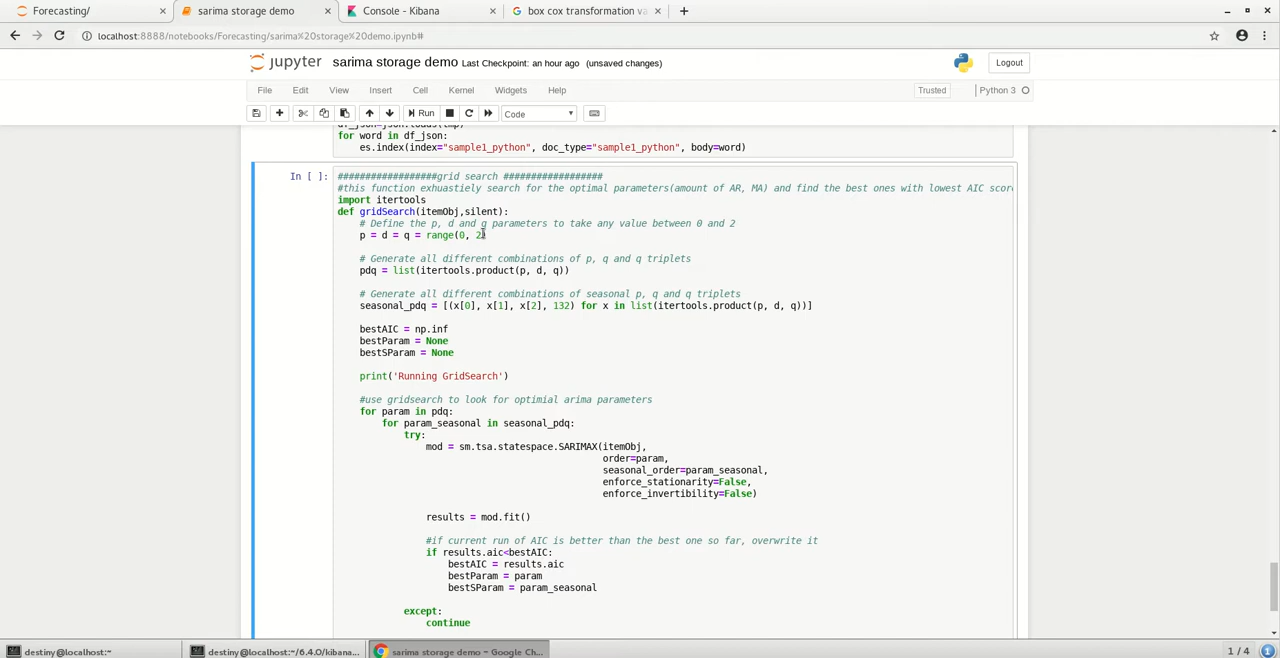 Forecasting/
sarima storage demo
Console - Kibana
box cox transformation va
localhost:8888/notebooks/Forecasting/sarima%20storage%20demo.ipynb#
jupyter sarima storage demo Last Checkpoint: an hour ago (unsaved changes)
Logout
File Edit View Insert Cell Kernel Widgets Help
Trusted
Python 3
Run
Code
for word in df_json:
es.index(index="sample1_python", doc_type="sample1_python", body=word)
In [ ]:
##################grid search ##################
#this function exhuastiely search for the optimal parameters(amount of AR, MA) and find the best ones with lowest AIC scor
import itertools
def gridSearch(itemObj,silent):
# Define the p, d and q parameters to take any value between 0 and 2
p = d = q = range(0, 2)
# Generate all different combinations of p, q and q triplets
pdq = list(itertools.product(p, d, q))
# Generate all different combinations of seasonal p, q and q triplets
seasonal_pdq = [(x[0], x[1], x[2], 132) for x in list(itertools.product(p, d, q))]
bestAIC = np.inf
bestParam = None
bestSParam = None
print('Running GridSearch')
#use gridsearch to look for optimial arima parameters
for param in pdq:
for param_seasonal in seasonal_pdq:
try:
mod = sm.tsa.statespace.SARIMAX(itemObj,
order=param,
seasonal_order=param_seasonal,
enforce_stationarity=False,
enforce_invertibility=False)
results = mod.fit()
#if current run of AIC is better than the best one so far, overwrite it
if results.aic<bestAIC:
bestAIC = results.aic
bestParam = param
bestSParam = param_seasonal
except:
continue
destiny@localhost:~
destiny@localhost:~/6.4.0/kibana...
sarima storage demo - Google Ch...
1 / 4